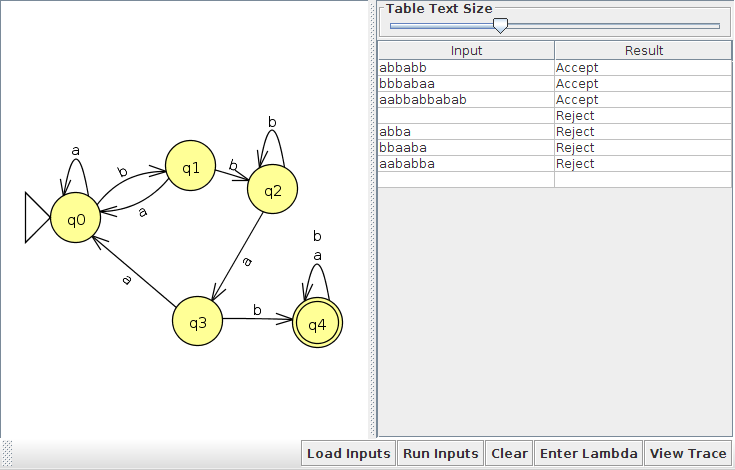 Table Text Size
Input Result
abbabb Accept
bbbabaa Accept
aabbabbabab Accept
Reject
abba Reject
bbaaba Reject
aababba Reject
a
b
b
b
a
q0
q1
q2
a
a
b
a
b
q3
q4
Load Inputs Run Inputs Clear Enter Lambda View Trace